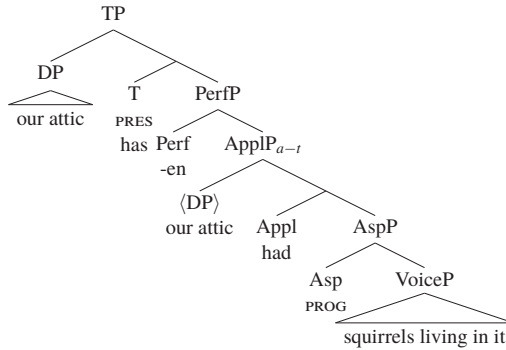 TP
DP
T PerfP
our attic
PRES
has Perf ApplP a−t
-en
⟨DP⟩
our attic Appl AspP
had
Asp VoiceP
PROG
squirrels living in it